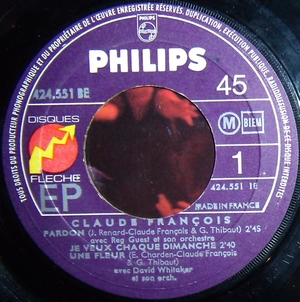 TOUS DROITS DU PRODUCTEUR PHONOGRAPHIQUE ET DU PROPRIÉTAIRE DE L'ŒUVRE ENREGISTRÉE RÉSERVÉS. DUPLICATION, EXÉCUTION PUBLIQUE, RADIODIFFUSION DE CE DISQUE INTERDITES
PHILIPS
PHILIPS
424.551 BE
45
DISQUES
FLECHE
EP
M BIEM
1
424.551 1E
MADE IN FRANCE
CLAUDE FRANÇOIS
PARDON (J. Renard-Claude François & G. Thibaut) 2'45
avec Reg Guest et son orchestre
JE VEUX CHAQUE DIMANCHE 2'40
UNE FLEUR (E. Charden-Claude François
& G. Thibaut)
avec David Whitaker
et son orch.